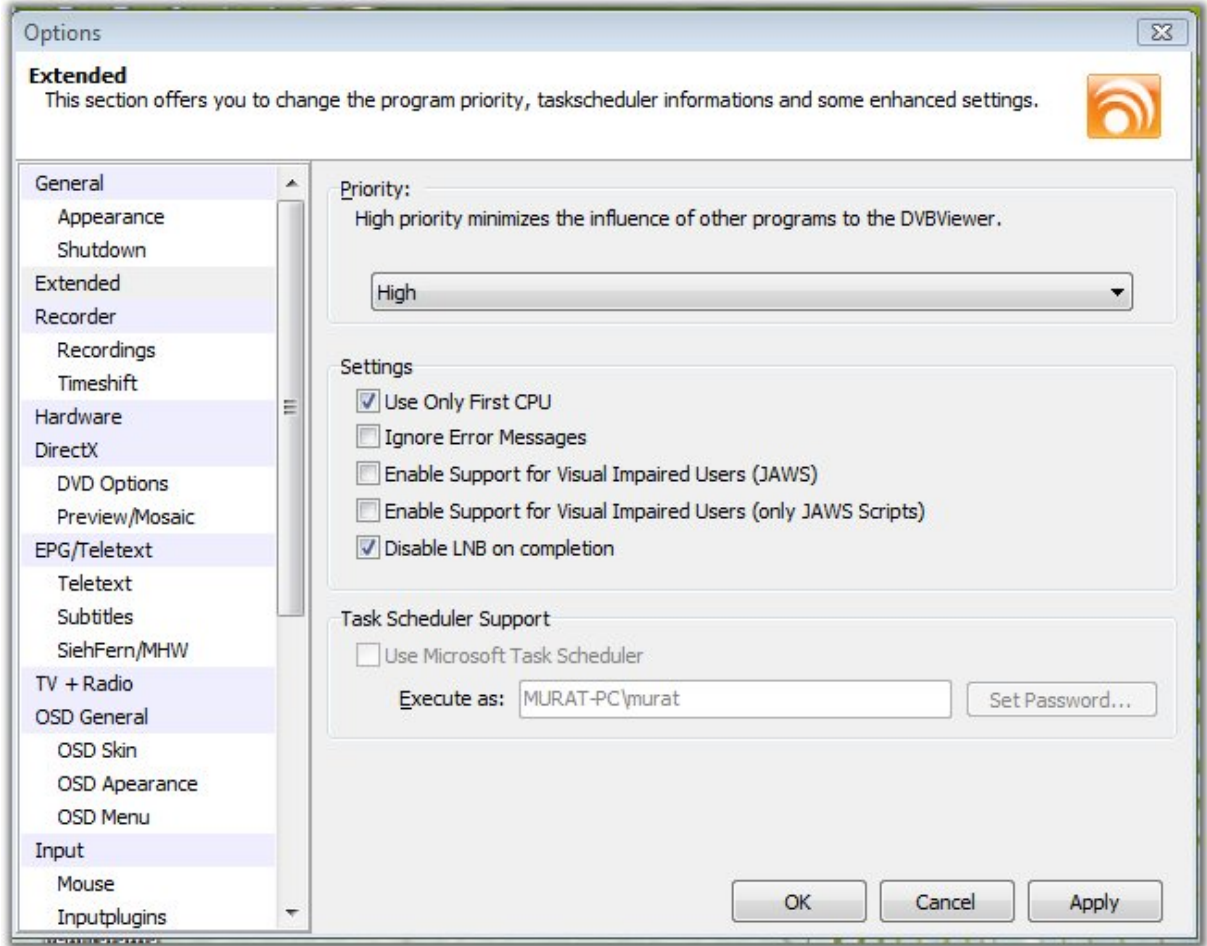 Options
Extended
This section offers you to change the program priority, taskscheduler informations and some enhanced settings.
General
Appearance
Shutdown
Extended
Recorder
Recordings
Timeshift
Hardware
DirectX
DVD Options
Preview/Mosaic
EPG/Teletext
Teletext
Subtitles
SiehFern/MHW
TV + Radio
OSD General
OSD Skin
OSD Apearance
OSD Menu
Input
Mouse
Inputplugins
Priority:
High priority minimizes the influence of other programs to the DVBViewer.
High
Settings
Use Only First CPU
Ignore Error Messages
Enable Support for Visual Impaired Users (JAWS)
Enable Support for Visual Impaired Users (only JAWS Scripts)
Disable LNB on completion
Task Scheduler Support
Use Microsoft Task Scheduler
Execute as: MURAT-PC\murat Set Password...
OK Cancel Apply